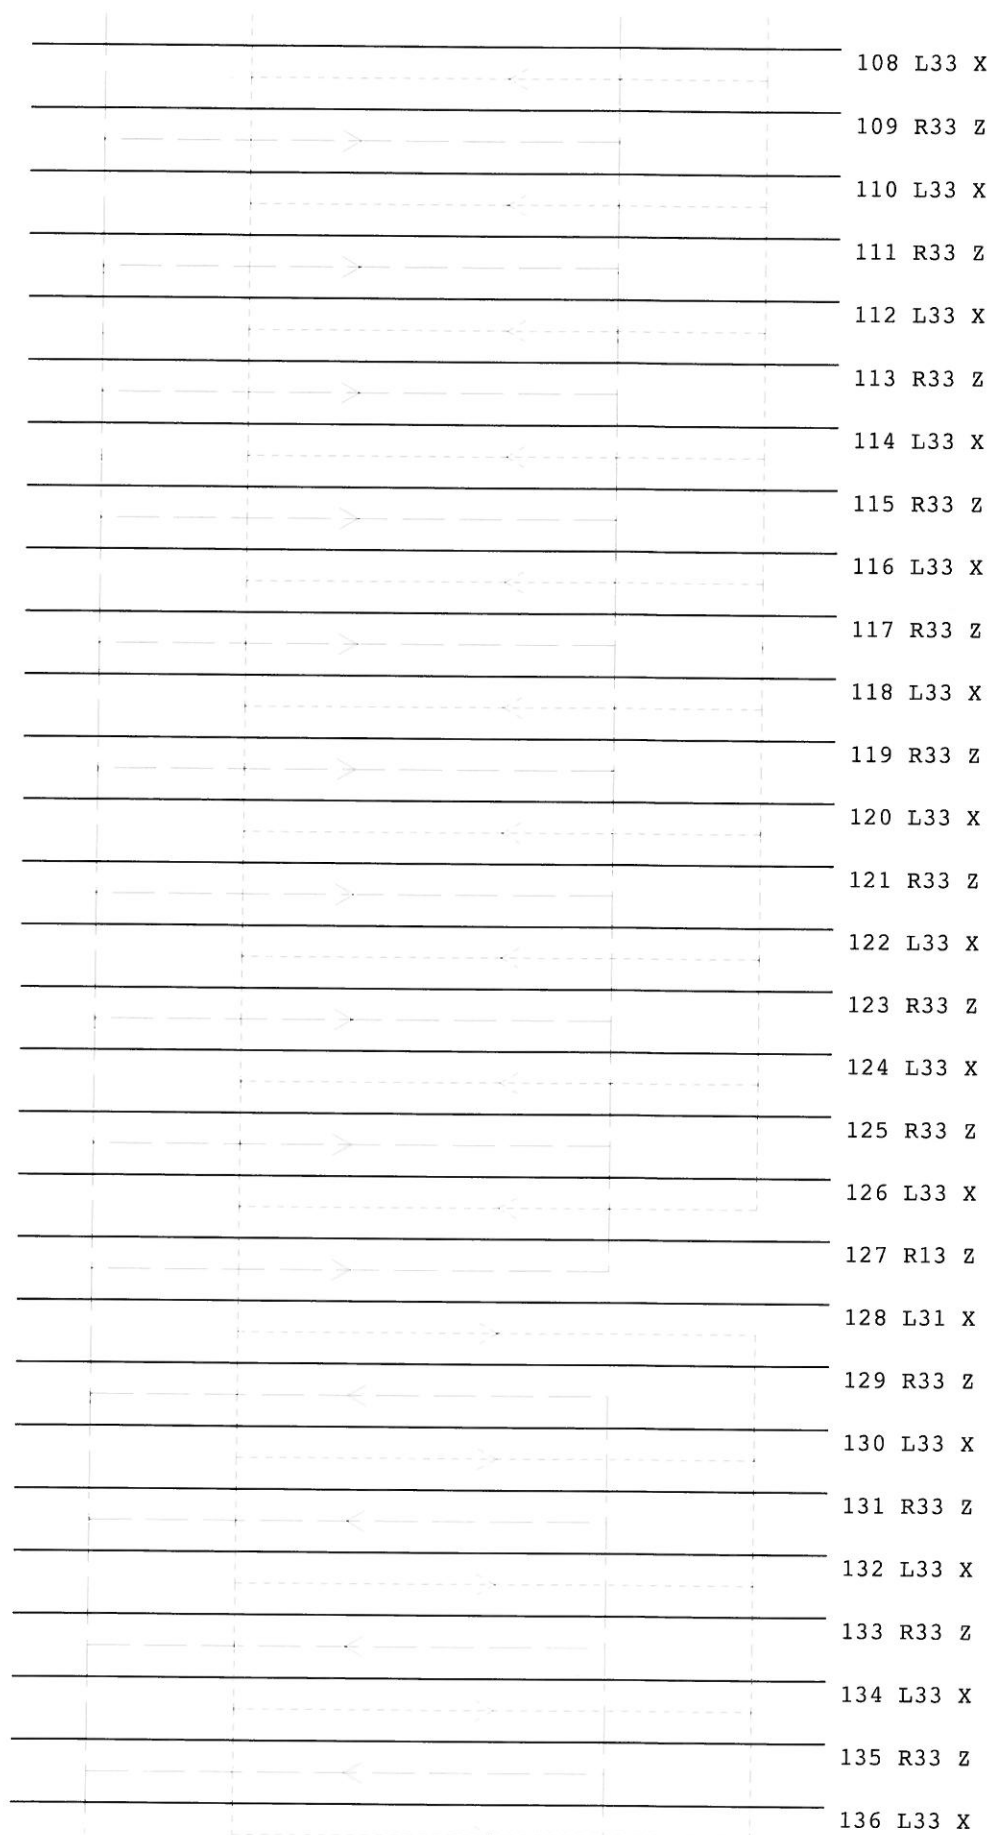 108 L33 X
109 R33 Z
110 L33 X
111 R33 Z
112 L33 X
113 R33 Z
114 L33 X
115 R33 Z
116 L33 X
117 R33 Z
118 L33 X
119 R33 Z
120 L33 X
121 R33 Z
122 L33 X
123 R33 Z
124 L33 X
125 R33 Z
126 L33 X
127 R13 Z
128 L31 X
129 R33 Z
130 L33 X
131 R33 Z
132 L33 X
133 R33 Z
134 L33 X
135 R33 Z
136 L33 X